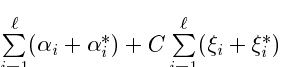 $\sum_{i=1}^{\ell}(\alpha_i + \alpha_i^*) + C\sum_{i=1}^{\ell}(\xi_i + \xi_i^*)$